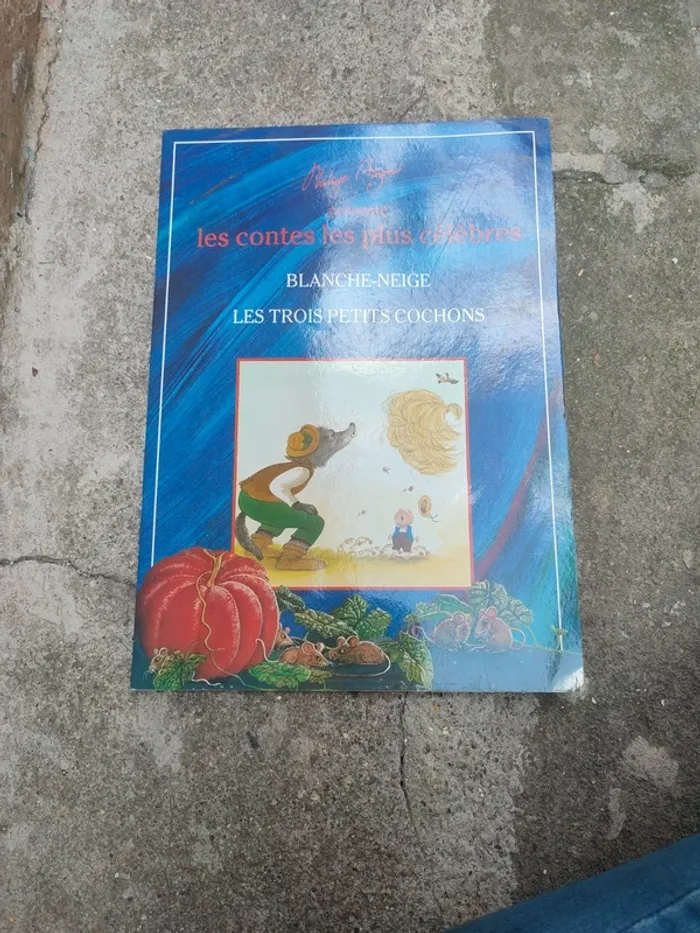 les contes les plus célèbres
BLANCHE-NEIGE
LES TROIS PETITS COCHONS